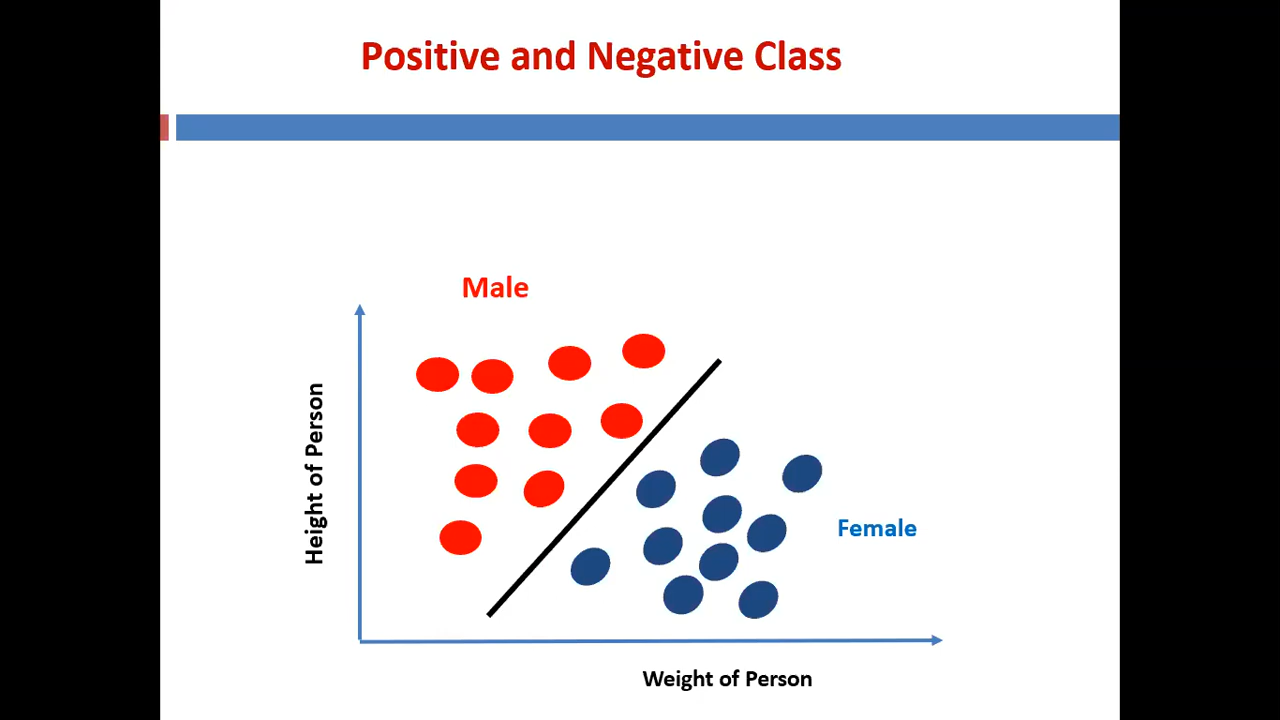 Positive and Negative Class
Male
Height of Person
Female
Weight of Person